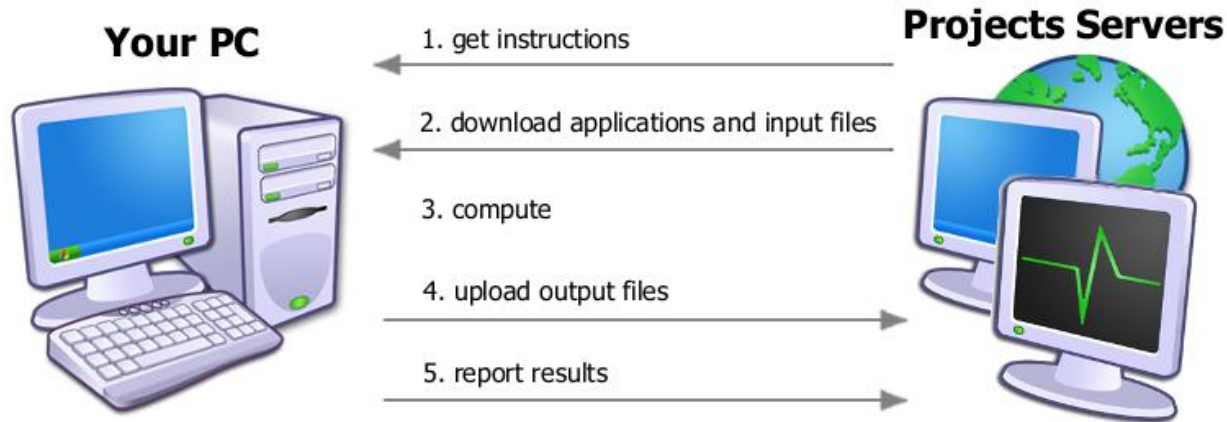 Your PC
Projects Servers
1. get instructions
2. download applications and input files
3. compute
4. upload output files
5. report results